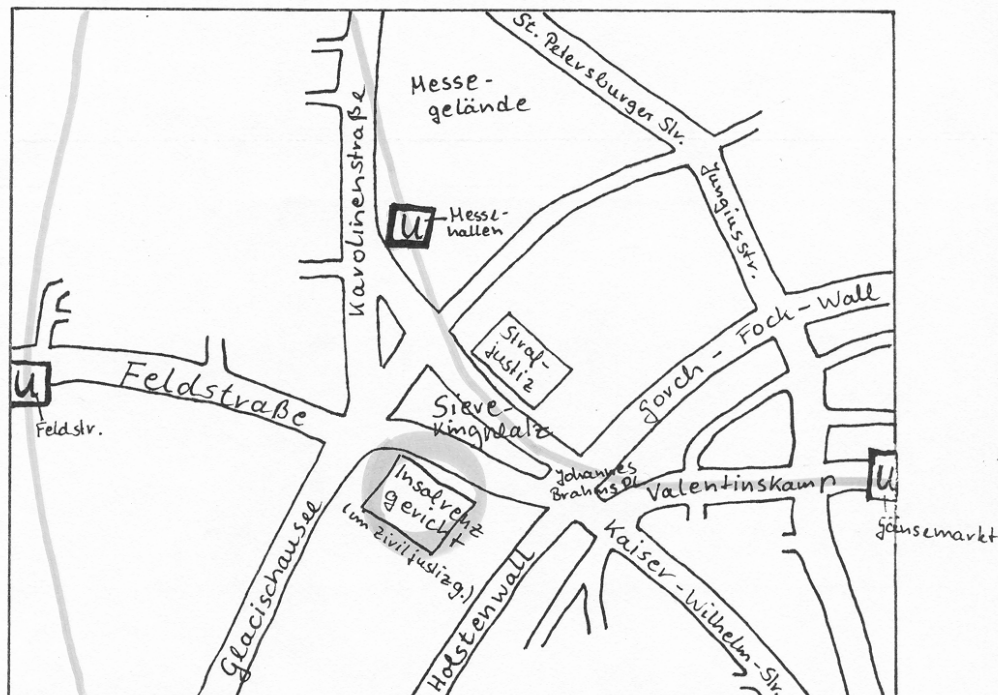 St. Petersburger Str.
Messe-
gelände
Karolinenstraße
Jungiusstr.
U
Messe-
hallen
Gorch-Fock-Wall
Straf-
justiz
U
Feldstr.
Feldstraße
Sieve-
kingplatz
Johannes
Brahms Pl.
Valentinskamp
U
Gänsemarkt
Insolvenz
gericht
(im Ziviljustizg.)
Glacischausee
Holstenwall
Kaiser-Wilhelm-Str.